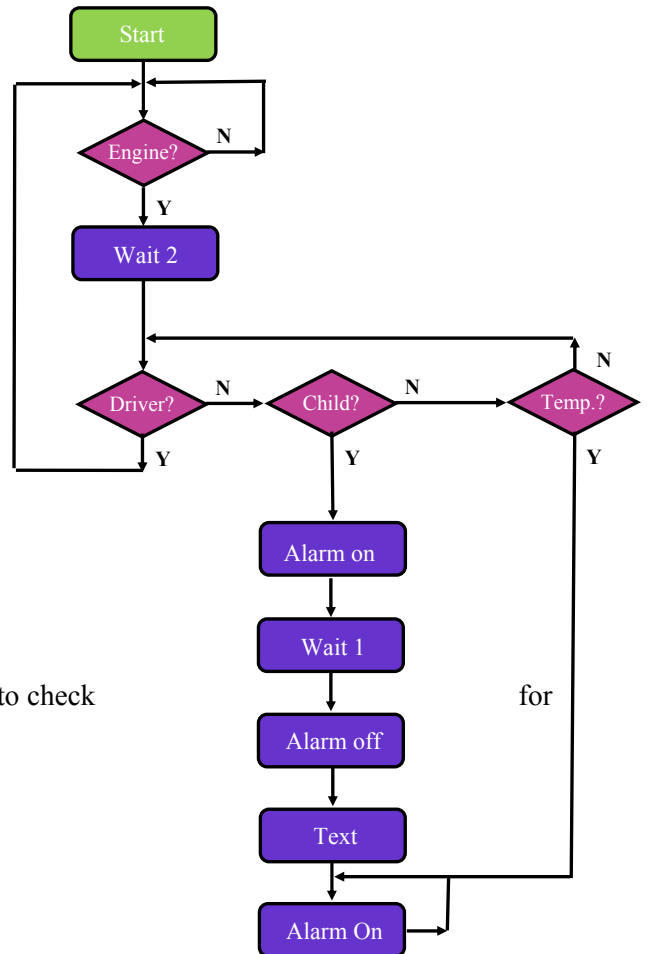 Start
N
Engine?
Y
Wait 2
N
Driver? N Child? N Temp.?
Y Y Y
Alarm on
Wait 1
to check for
Alarm off
Text
Alarm On